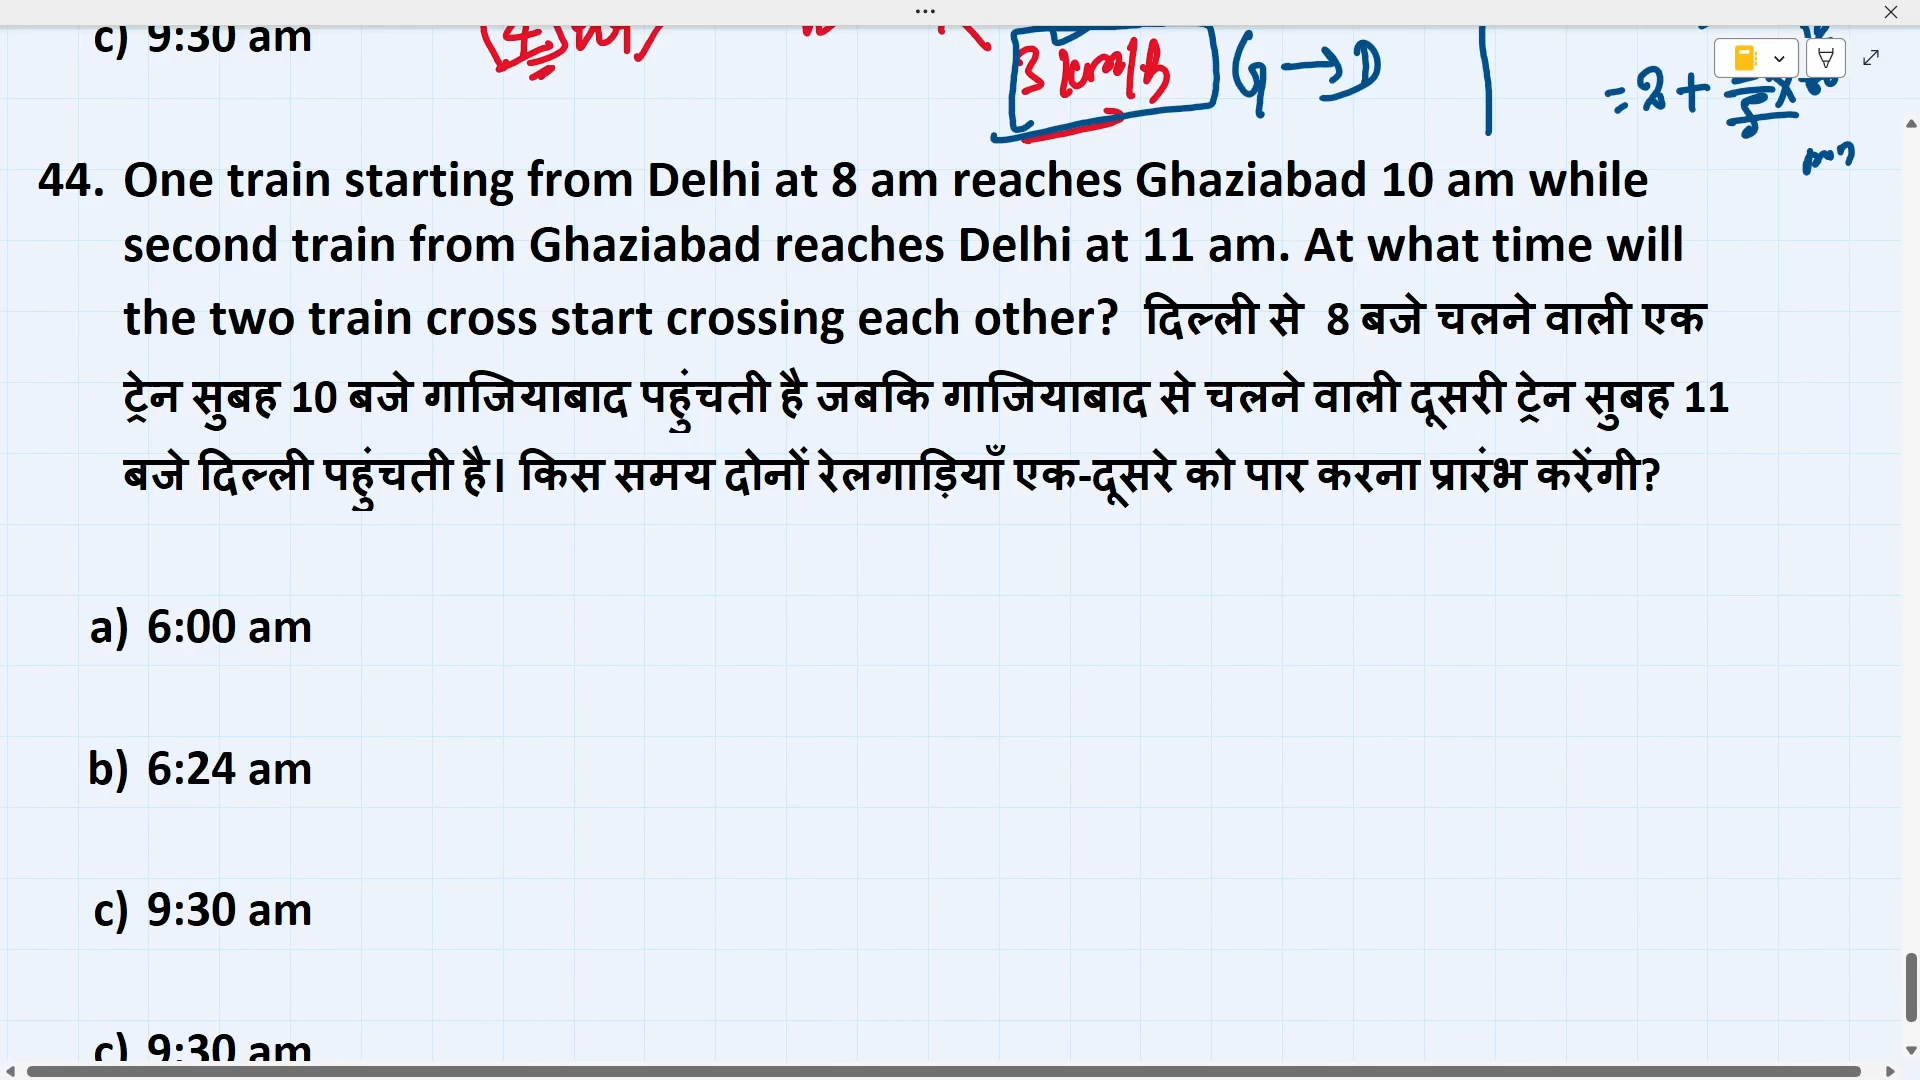 c) 9:30 am
3 km/h G → D
= 2 +
44. One train starting from Delhi at 8 am reaches Ghaziabad 10 am while
second train from Ghaziabad reaches Delhi at 11 am. At what time will
the two train cross start crossing each other? दिल्ली से 8 बजे चलने वाली एक
ट्रेन सुबह 10 बजे गाजियाबाद पहुंचती है जबकि गाजियाबाद से चलने वाली दूसरी ट्रेन सुबह 11
बजे दिल्ली पहुंचती है। किस समय दोनों रेलगाड़ियाँ एक-दूसरे को पार करना प्रारंभ करेंगी?
a) 6:00 am
b) 6:24 am
c) 9:30 am
c) 9:30 am